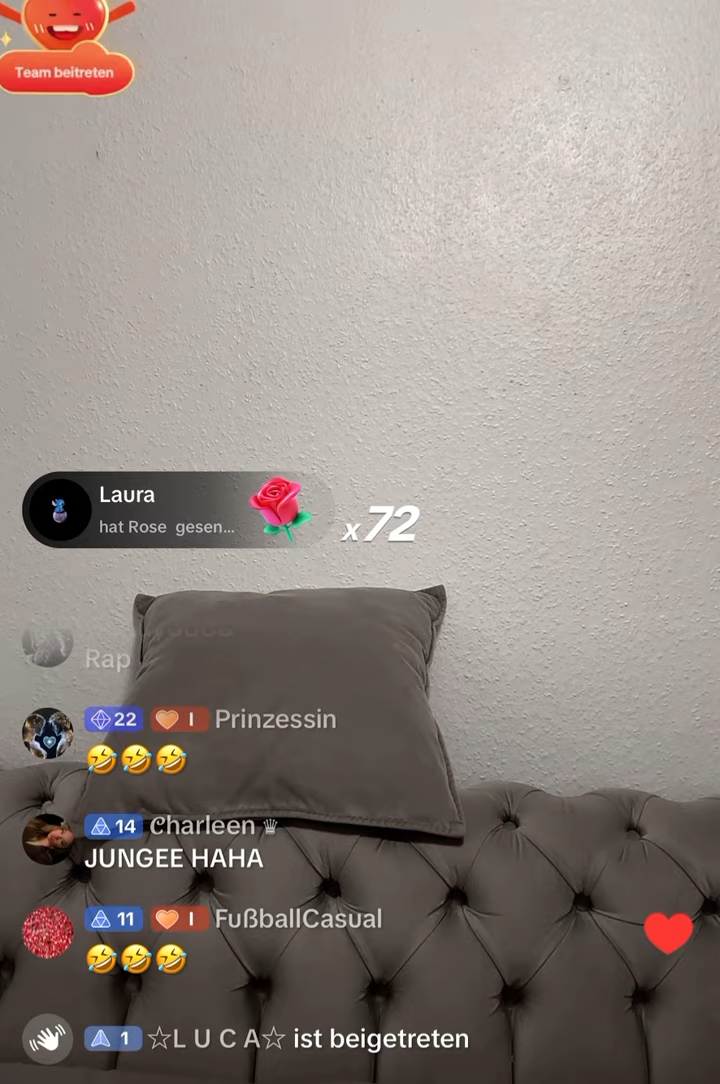 Team beitreten
Laura
hat Rose gesen...
x72
Rap
22 I Prinzessin
🤣🤣🤣
14 Charleen ♛
JUNGEE HAHA
11 I FußballCasual
🤣🤣🤣
1 ☆L U C A☆ ist beigetreten